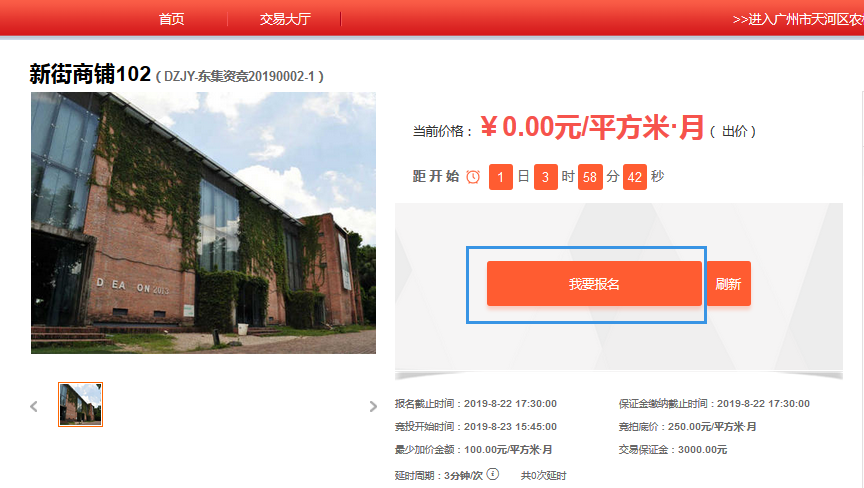 首页 交易大厅 >>进入广州市天河区农
新街商铺102 ( DZJY-东集资竞20190002-1 )
D EA ON 2013
当前价格： ¥ 0.00元/平方米·月 ( 出价 )
距开始 1 日 3 时 58 分 42 秒
我要报名 刷新
报名截止时间：2019-8-22 17:30:00 保证金缴纳截止时间：2019-8-22 17:30:00
竞投开始时间：2019-8-23 15:45:00 竞拍底价：250.00元/平方米·月
最少加价金额：100.00元/平方米·月 交易保证金：3000.00元
延时周期：3分钟/次 共0次延时